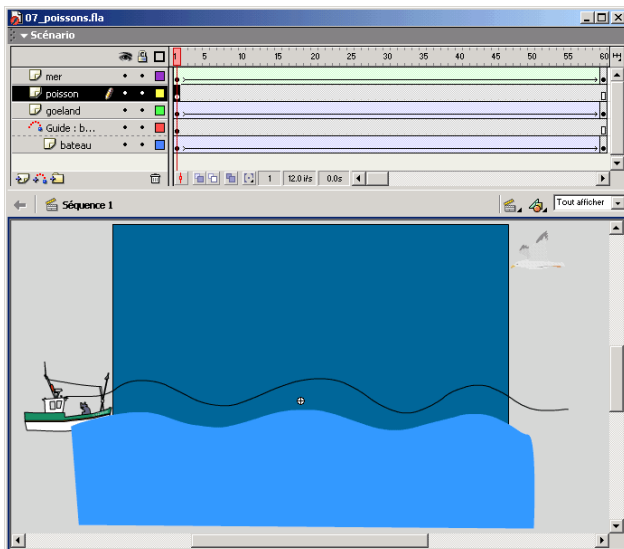 07_poissons.fla
Scénario
1 5 10 15 20 25 30 35 40 45 50 55 60
mer
poisson
goeland
Guide : b...
bateau
1 12.0 i/s 0.0s
Séquence 1 Tout afficher